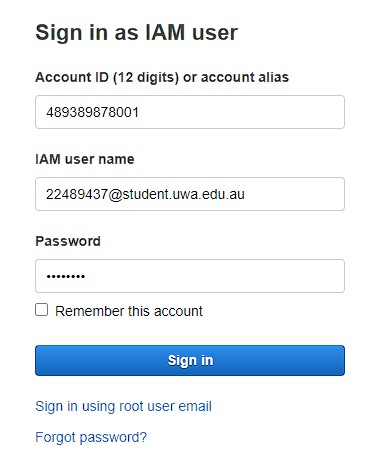 Sign in as IAM user
Account ID (12 digits) or account alias
489389878001
IAM user name
22489437@student.uwa.edu.au
Password
••••••••
Remember this account
Sign in
Sign in using root user email
Forgot password?